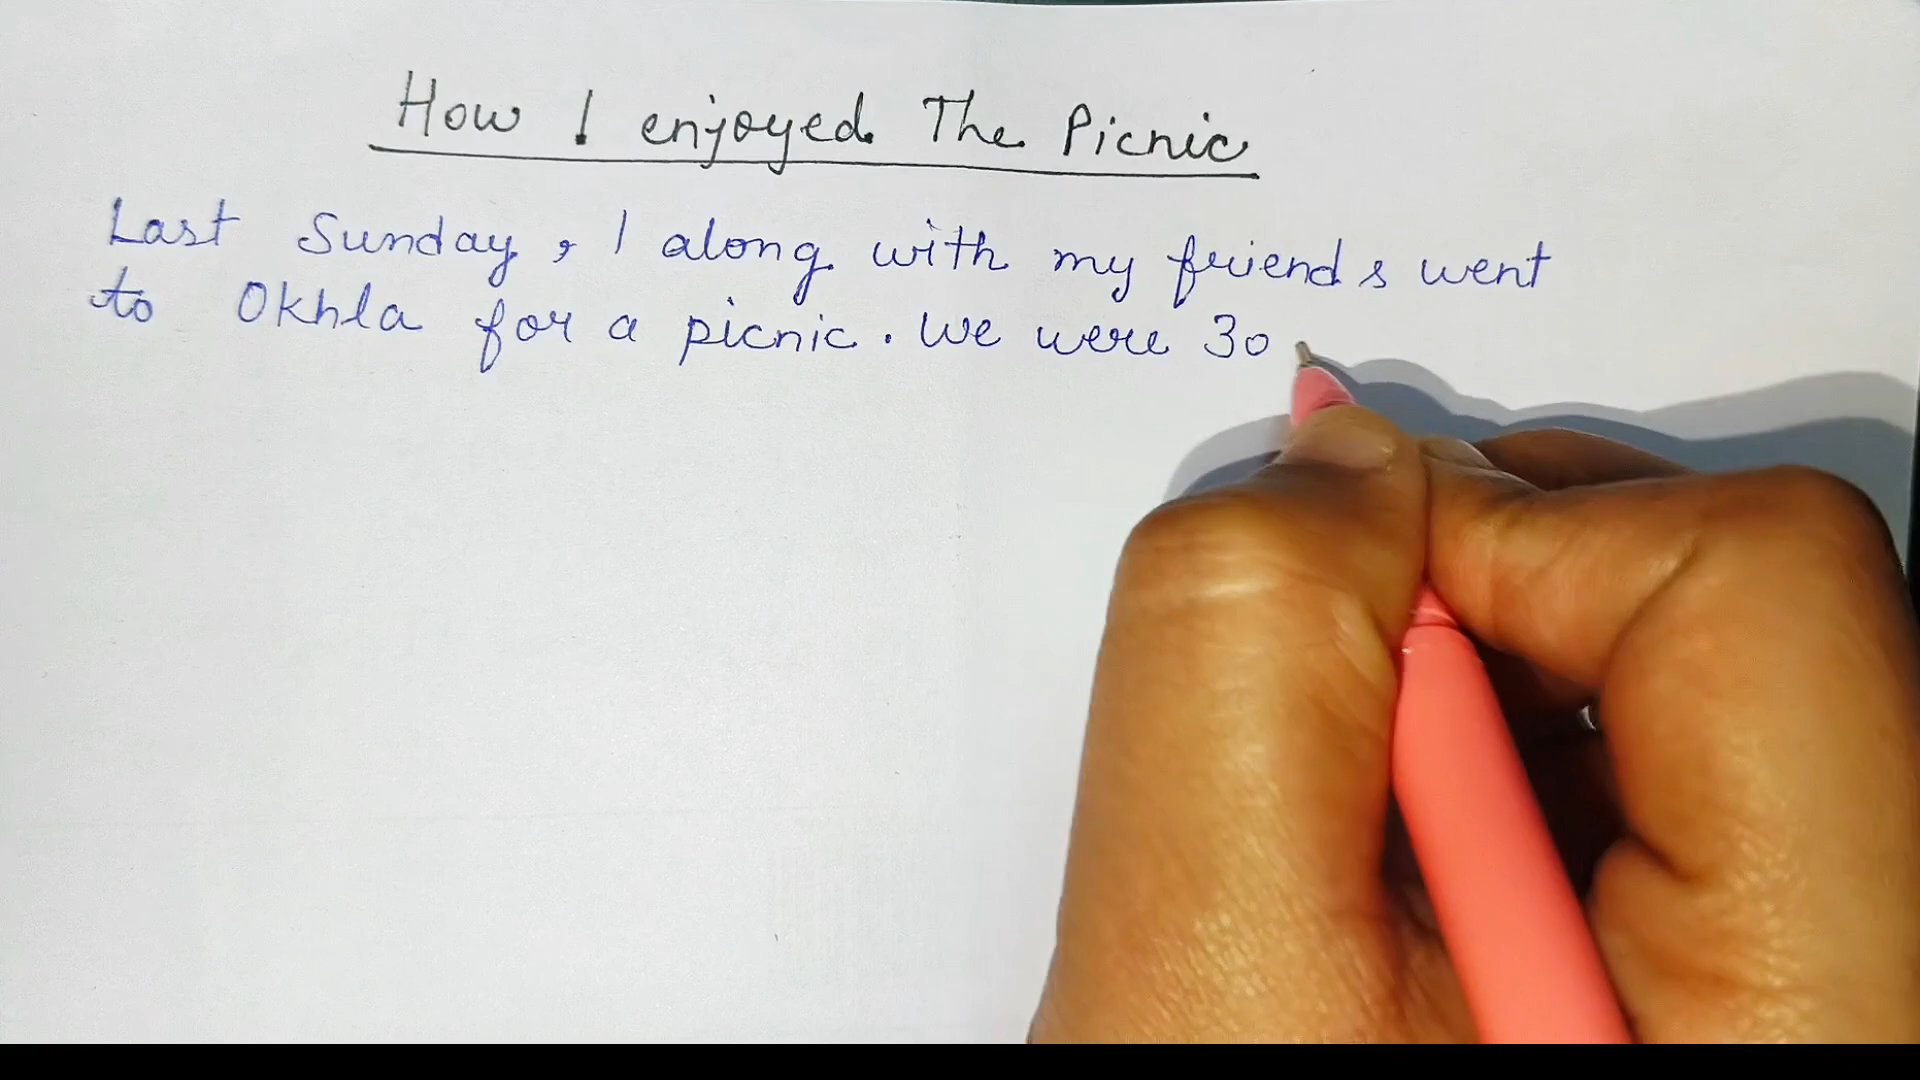 How I enjoyed The Picnic
Last Sunday, I along with my friends went
to Okhla for a picnic. We were 30